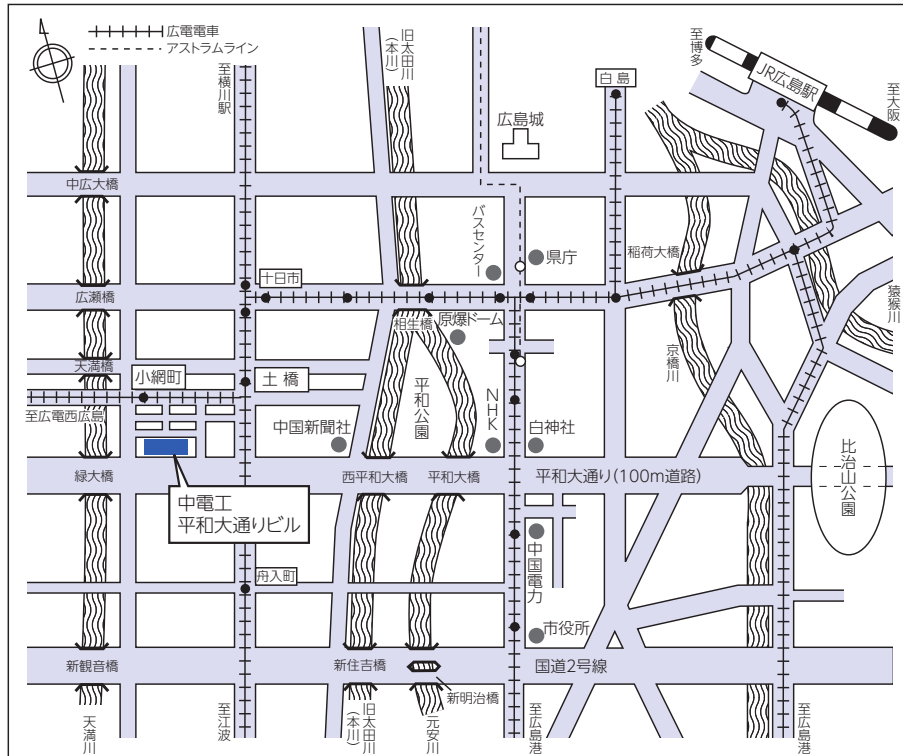 広電電車
アストラムライン
至横川駅
旧太田川
(本川)
白島
至博多
JR広島駅
至大阪
広島城
中広大橋
バスセンター
県庁
稲荷大橋
十日市
広瀬橋
相生橋
原爆ドーム
猿猴川
京橋川
天満橋
小網町
土橋
至広電西広島
平和公園
中国新聞社
NHK
白神社
比治山公園
緑大橋
西平和大橋
平和大橋
平和大通り(100m道路)
中電工
平和大通りビル
舟入町
中国電力
市役所
新観音橋
新住吉橋
国道2号線
新明治橋
天満川
至江波
旧太田川
(本川)
元安川
至広島港
至広島港